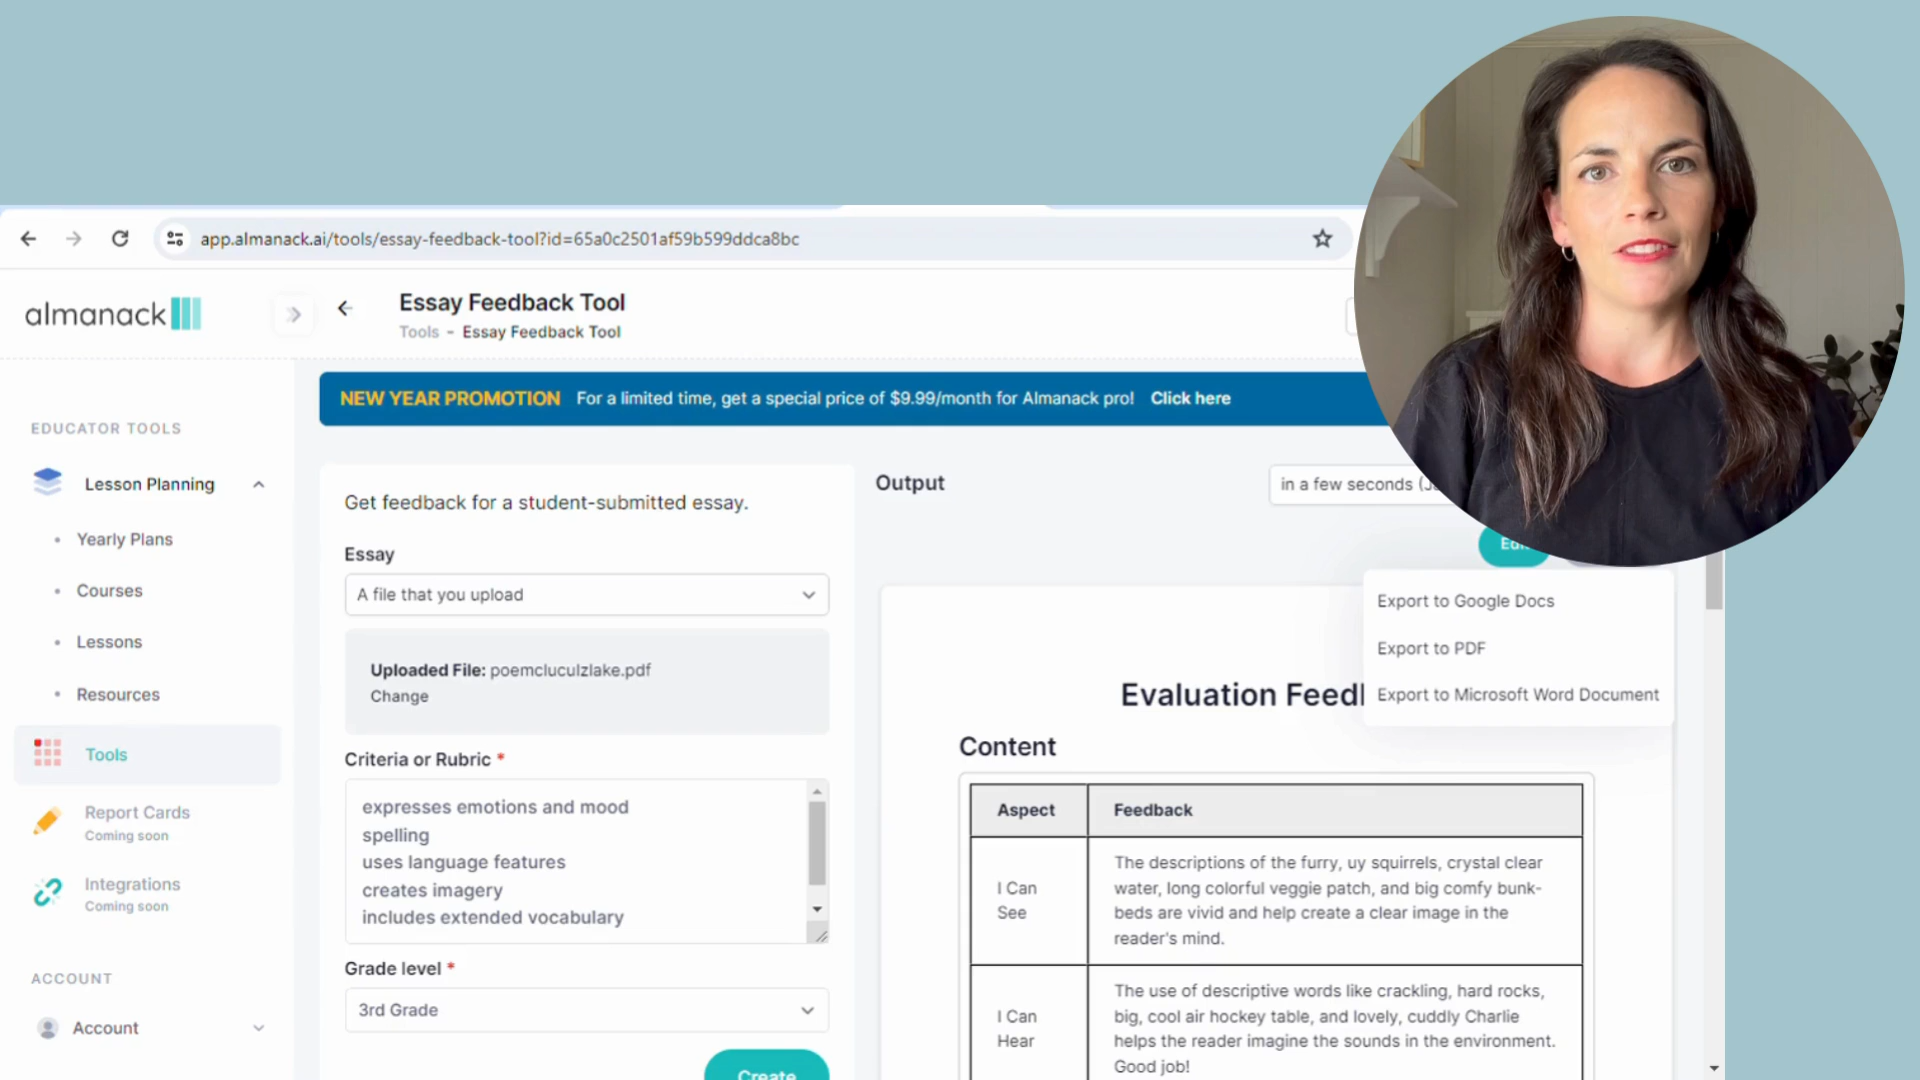 app.almanack.ai/tools/essay-feedback-tool?id=65a0c2501af59b599ddca8bc
almanack
Essay Feedback Tool
Tools - Essay Feedback Tool
NEW YEAR PROMOTION For a limited time, get a special price of $9.99/month for Almanack pro! Click here
EDUCATOR TOOLS
Lesson Planning
Yearly Plans
Courses
Lessons
Resources
Tools
Report Cards
Coming soon
Integrations
Coming soon
ACCOUNT
Account
Get feedback for a student-submitted essay.
Essay
A file that you upload
Uploaded File: poemcluculzlake.pdf
Change
Criteria or Rubric *
expresses emotions and mood
spelling
uses language features
creates imagery
includes extended vocabulary
Grade level *
3rd Grade
Create
Output
in a few seconds
Export to Google Docs
Export to PDF
Export to Microsoft Word Document
Evaluation
Content
Aspect Feedback
I Can
See
The descriptions of the furry, uy squirrels, crystal clear
water, long colorful veggie patch, and big comfy bunk-
beds are vivid and help create a clear image in the
reader's mind.
I Can
Hear
The use of descriptive words like crackling, hard rocks,
big, cool air hockey table, and lovely, cuddly Charlie
helps the reader imagine the sounds in the environment.
Good job!